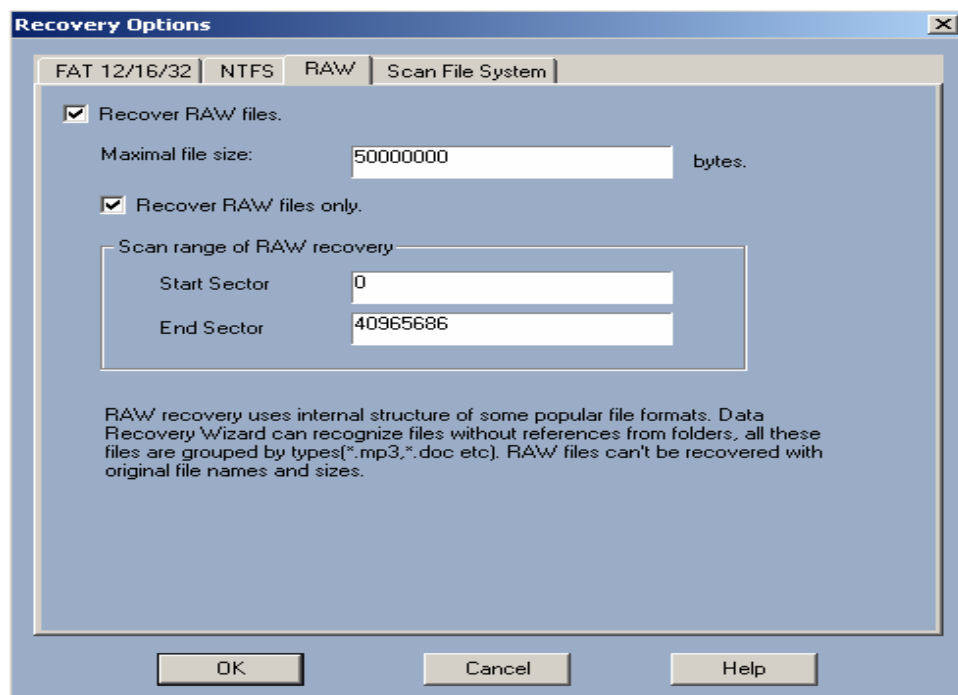 Recovery Options
FAT 12/16/32 NTFS RAW Scan File System
Recover RAW files.
Maximal file size: 50000000 bytes.
Recover RAW files only.
Scan range of RAW recovery
Start Sector 0
End Sector 40965686
RAW recovery uses internal structure of some popular file formats. Data
Recovery Wizard can recognize files without references from folders, all these
files are grouped by types(*.mp3,*.doc etc). RAW files can't be recovered with
original file names and sizes.
OK Cancel Help